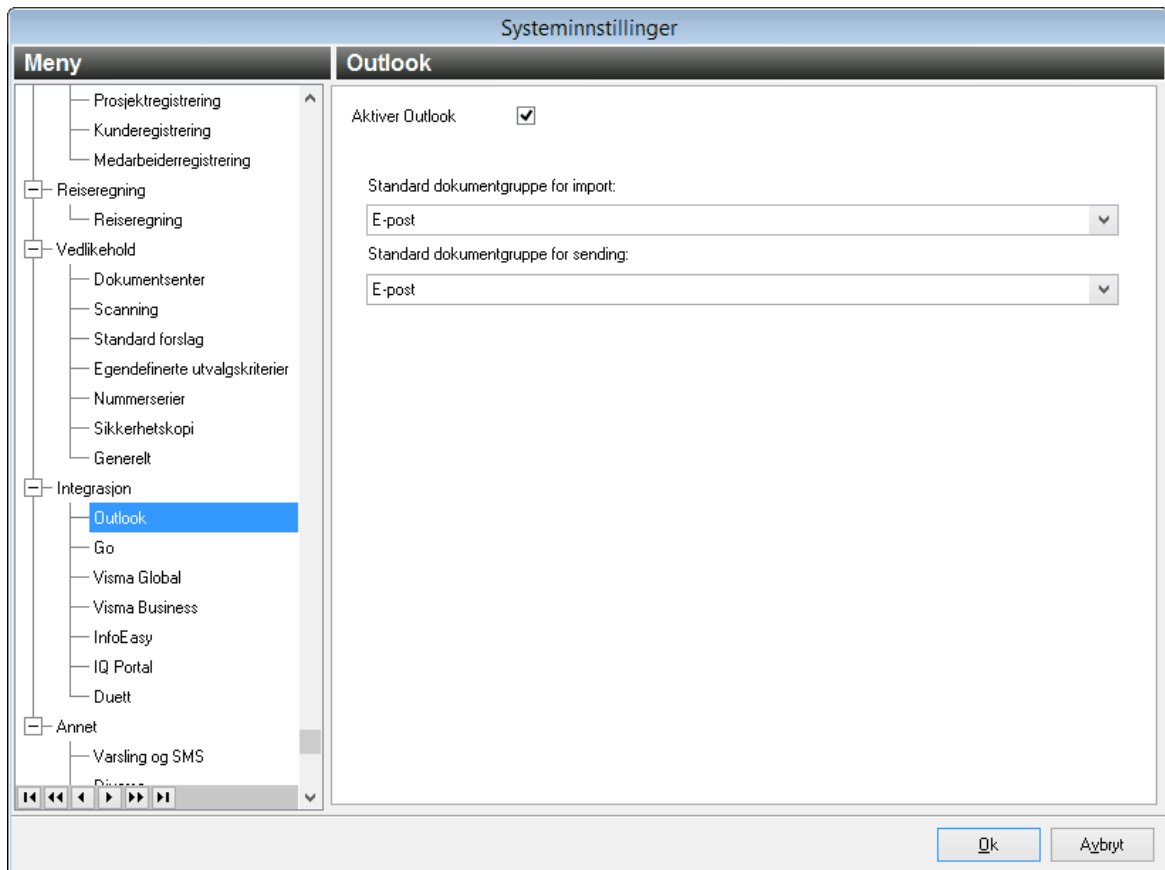 Systeminnstillinger
Meny
Outlook
Prosjektregistrering
Kunderegistrering
Medarbeiderregistrering
Reiseregning
Reiseregning
Vedlikehold
Dokumentsenter
Scanning
Standard forslag
Egendefinerte utvalgskriterier
Nummerserier
Sikkerhetskopi
Generelt
Integrasjon
Outlook
Go
Visma Global
Visma Business
InfoEasy
IQ Portal
Duett
Annet
Varsling og SMS
Aktiver Outlook
Standard dokumentgruppe for import:
E-post
Standard dokumentgruppe for sending:
E-post
Ok
Avbryt